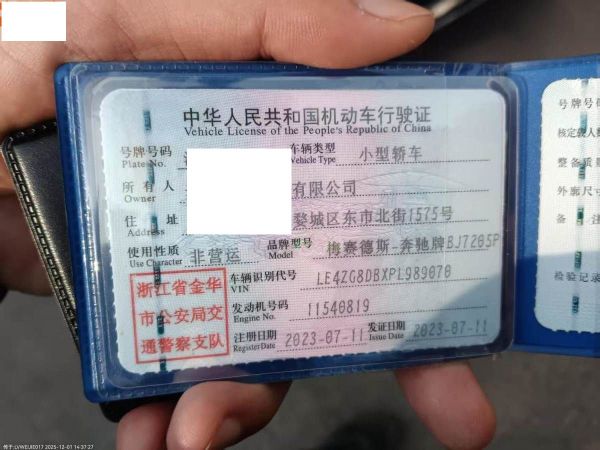 中华人民共和国机动车行驶证
Vehicle License of the People's Republic of China
号牌号码
Plate No.
车辆类型 小型轿车
Vehicle Type
所有人 有限公司
Owner
住址 婺城区东市北街1575号
Address
使用性质 非营运
Use Character
品牌型号 梅赛德斯-奔驰牌BJ7205P
Model
浙江省金华
市公安局交
通警察支队
车辆识别代号 LE4ZG8DBXPL989070
VIN
发动机号码 11540819
Engine No.
注册日期 2023-07-11
Register Date
发证日期 2023-07-11
Issue Date
号牌号
核定载人
整备质
外廓尺
备 注
检验记录
2025-12-01 14:37:27